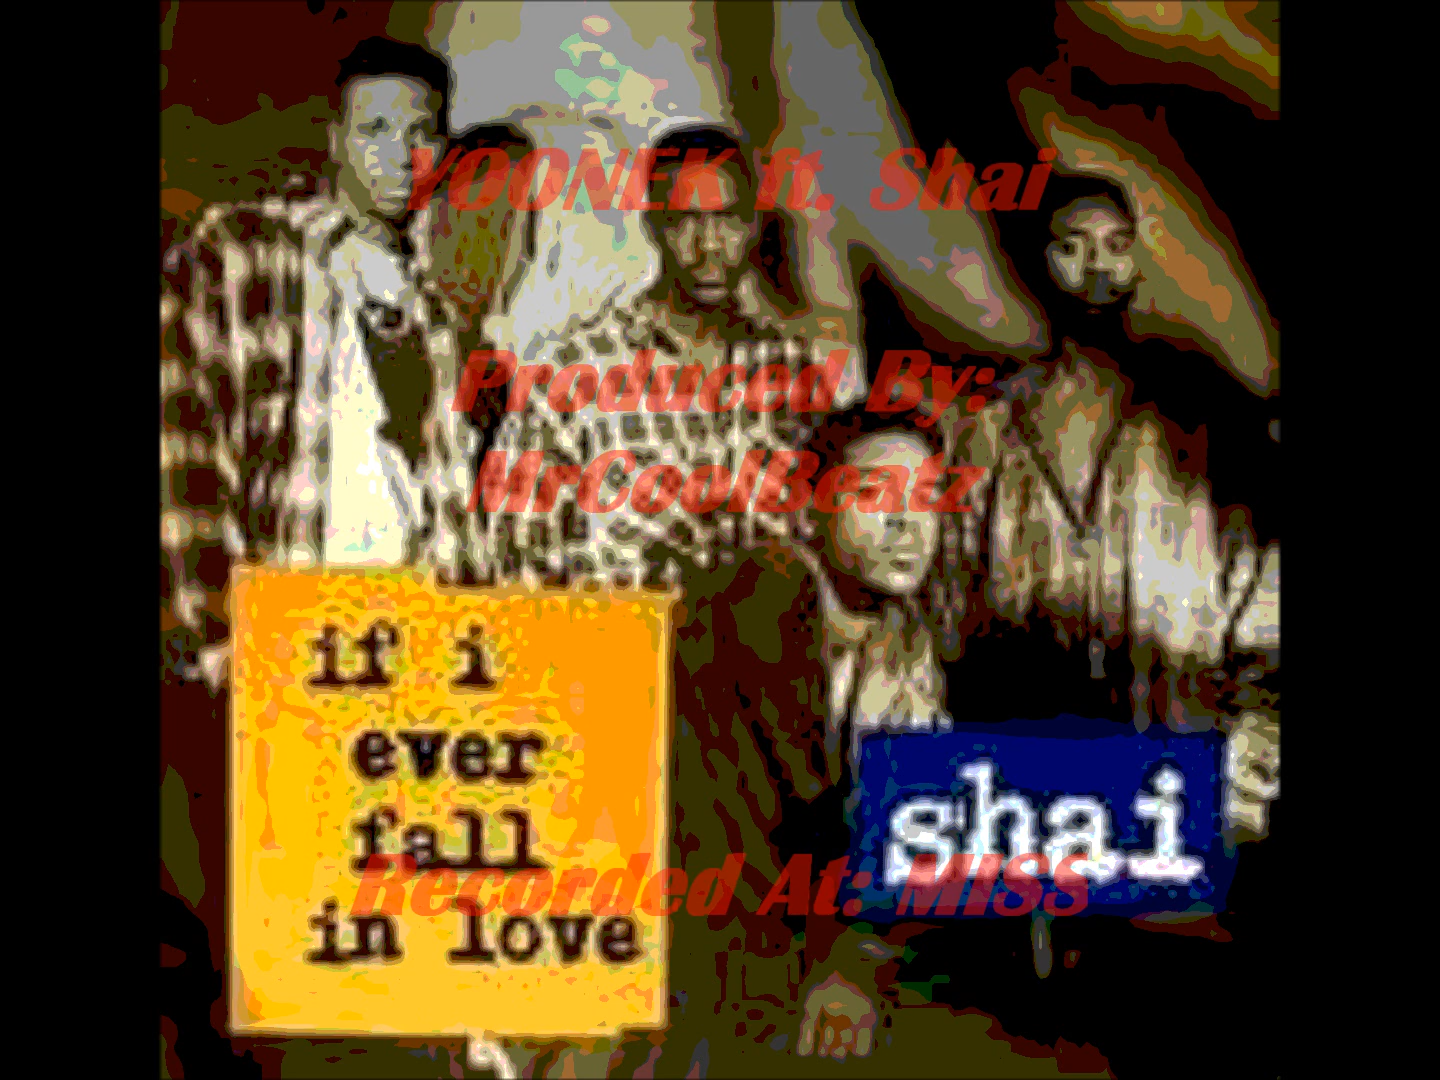 YOONEK ft. Shai
Produced By:
MrCoolBeatz
if i
ever
fall
in love
shai
Recorded At: MISS